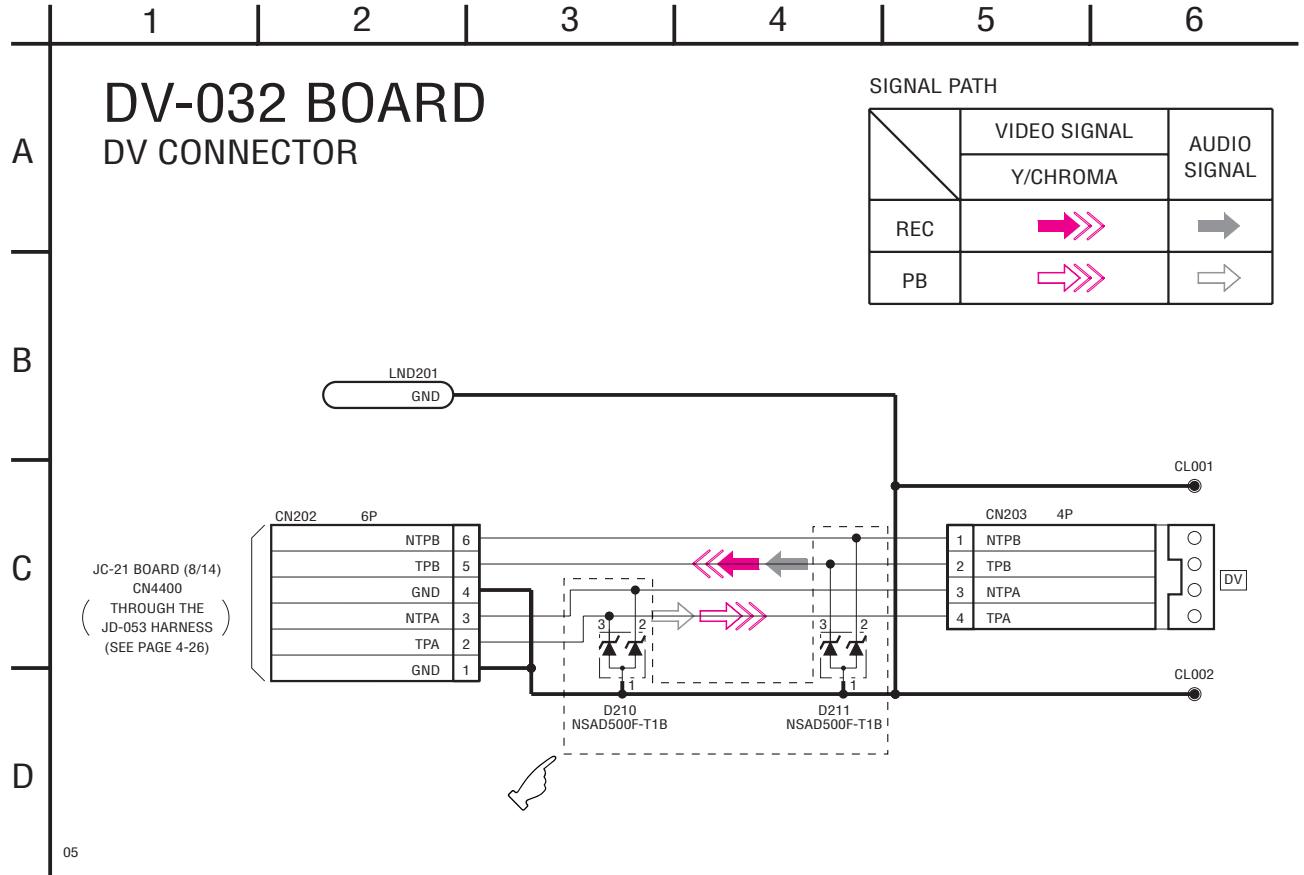 1 2 3 4 5 6
A
B
C
D
DV-032 BOARD
DV CONNECTOR
SIGNAL PATH
VIDEO SIGNAL
AUDIO
SIGNAL
Y/CHROMA
REC
PB
LND201
GND
CL001
CN202 6P
NTPB 6
TPB 5
GND 4
NTPA 3
TPA 2
GND 1
JC-21 BOARD (8/14)
CN4400
THROUGH THE
JD-053 HARNESS
(SEE PAGE 4-26)
3 2
1
D210
NSAD500F-T1B
3 2
1
D211
NSAD500F-T1B
CN203 4P
1 NTPB
2 TPB
3 NTPA
4 TPA
DV
CL002
05